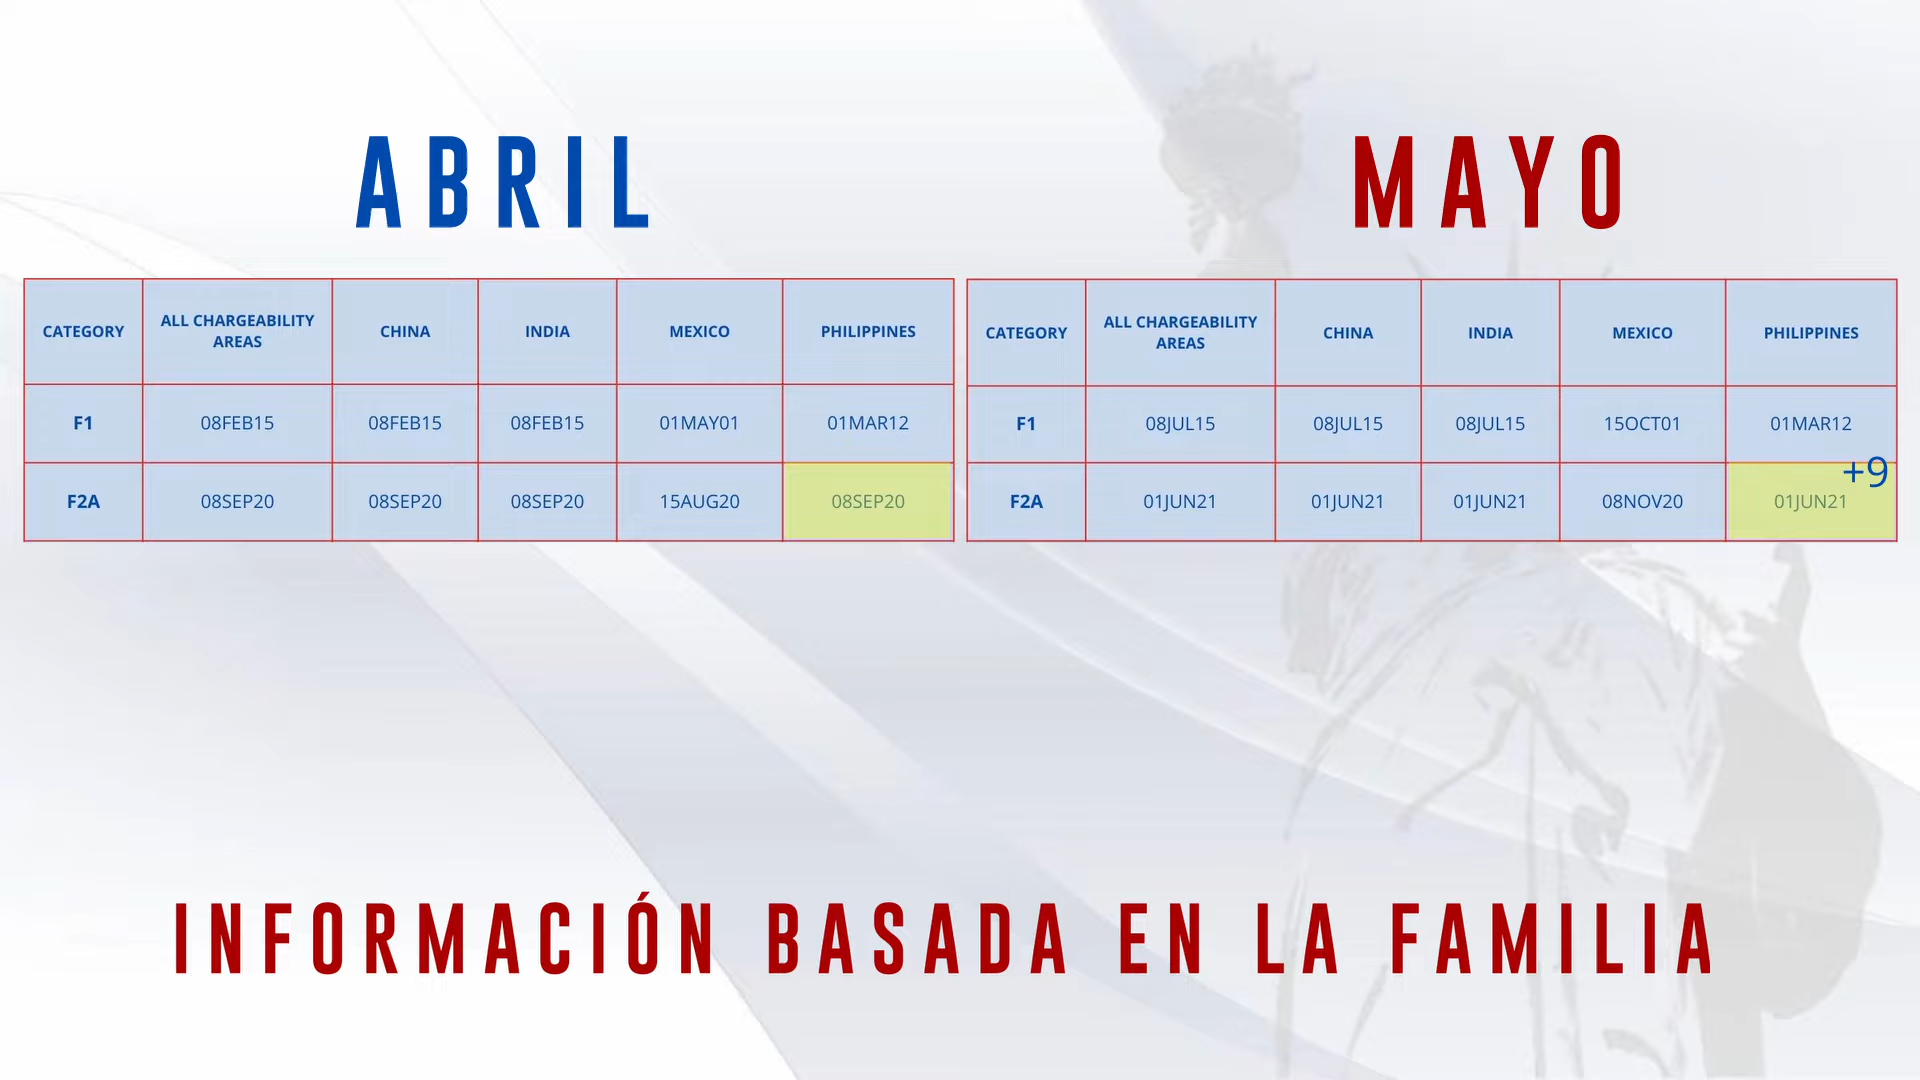 ABRIL
MAYO
CATEGORY ALL CHARGEABILITY AREAS CHINA INDIA MEXICO PHILIPPINES
F1 08FEB15 08FEB15 08FEB15 01MAY01 01MAR12
F2A 08SEP20 08SEP20 08SEP20 15AUG20 08SEP20
CATEGORY ALL CHARGEABILITY AREAS CHINA INDIA MEXICO PHILIPPINES
F1 08JUL15 08JUL15 08JUL15 15OCT01 01MAR12
F2A 01JUN21 01JUN21 01JUN21 08NOV20 01JUN21 +9
INFORMACIÓN BASADA EN LA FAMILIA